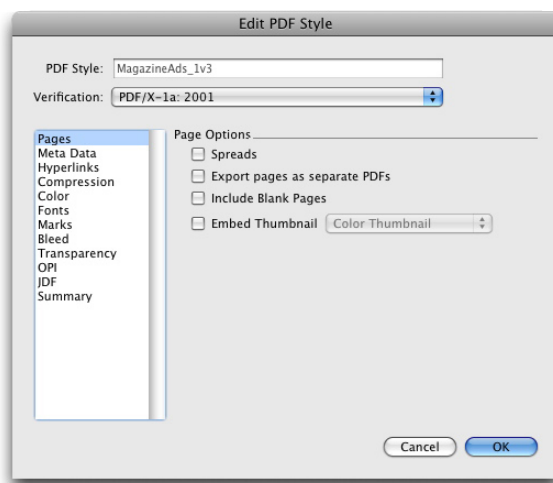 Edit PDF Style
PDF Style: MagazineAds_1v3
Verification: PDF/X-1a: 2001
Pages
Meta Data
Hyperlinks
Compression
Color
Fonts
Marks
Bleed
Transparency
OPI
JDF
Summary
Page Options
Spreads
Export pages as separate PDFs
Include Blank Pages
Embed Thumbnail Color Thumbnail
Cancel OK